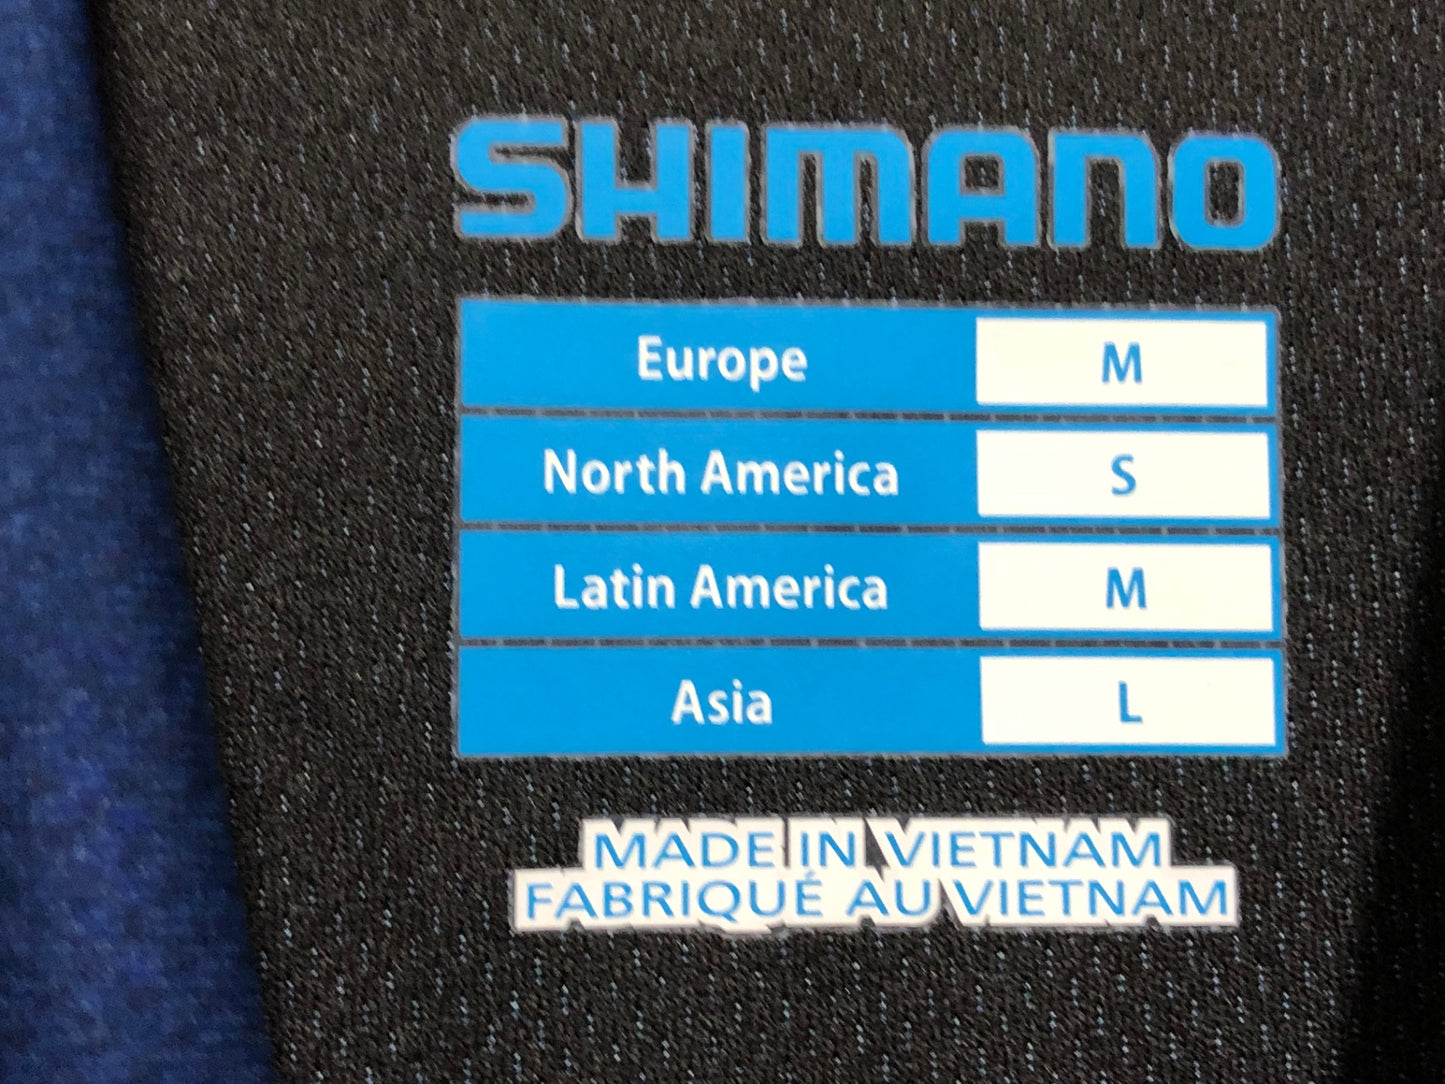 SHIMANO
Europe M
North America S
Latin America M
Asia L
MADE IN VIETNAM
FABRIQUÉ AU VIETNAM